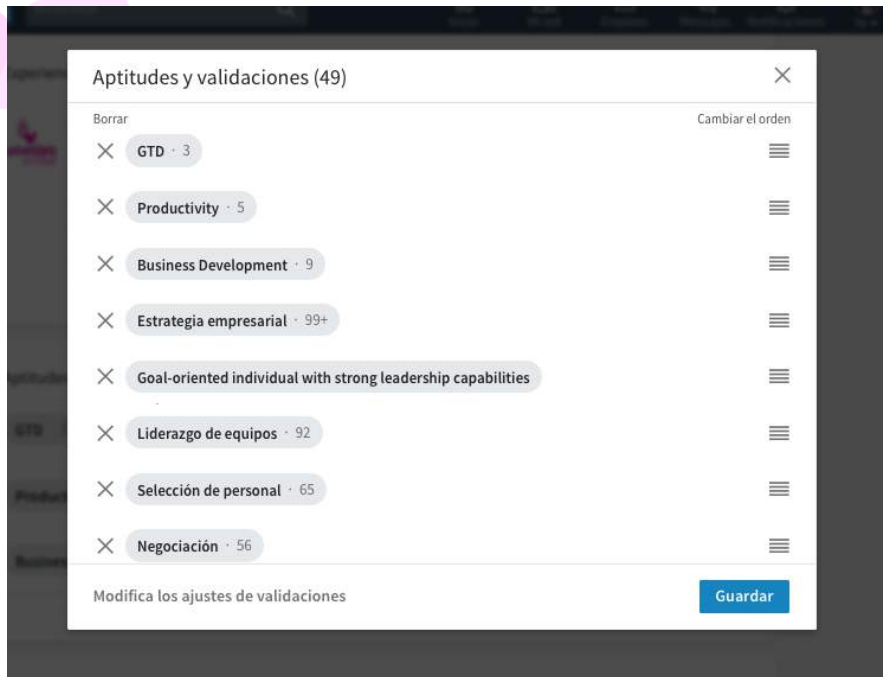 Aptitudes y validaciones (49)
Borrar Cambiar el orden
GTD · 3
Productivity · 5
Business Development · 9
Estrategia empresarial · 99+
Goal-oriented individual with strong leadership capabilities
Liderazgo de equipos · 92
Selección de personal · 65
Negociación · 56
Modifica los ajustes de validaciones Guardar